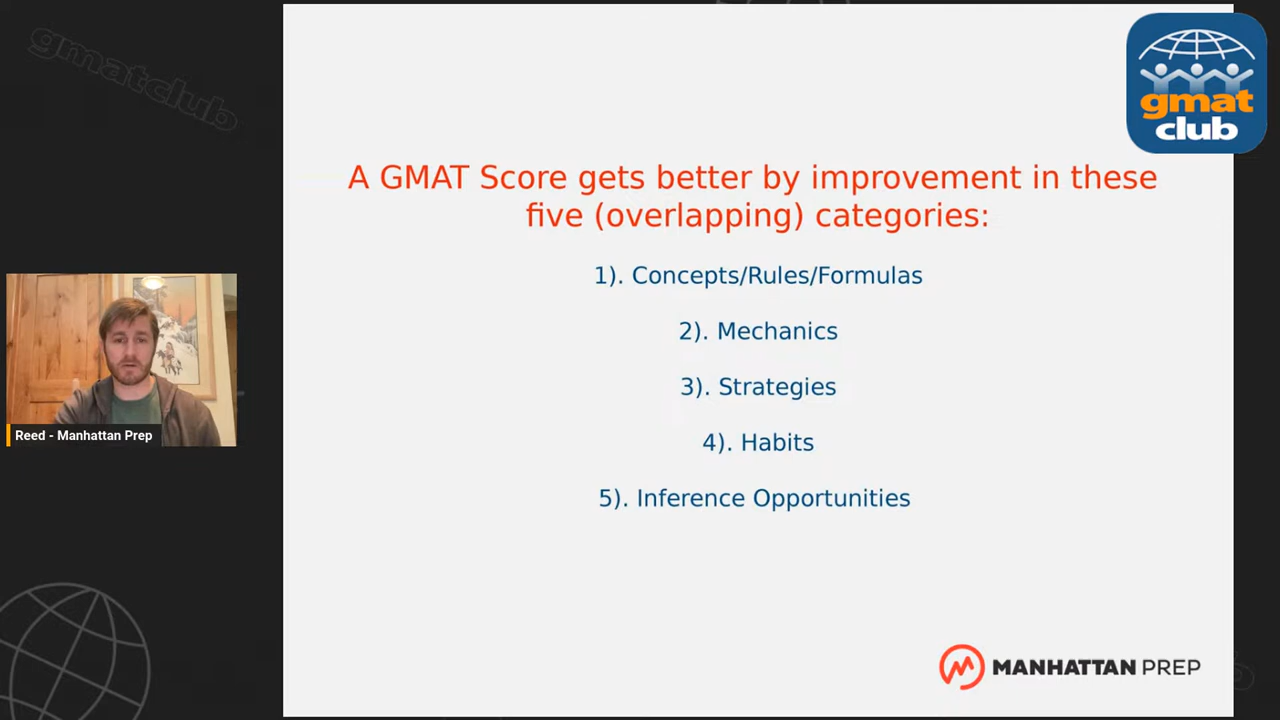 gmatclub
gmat
club
A GMAT Score gets better by improvement in these
five (overlapping) categories:
1). Concepts/Rules/Formulas
2). Mechanics
3). Strategies
4). Habits
5). Inference Opportunities
Reed - Manhattan Prep
MANHATTAN PREP